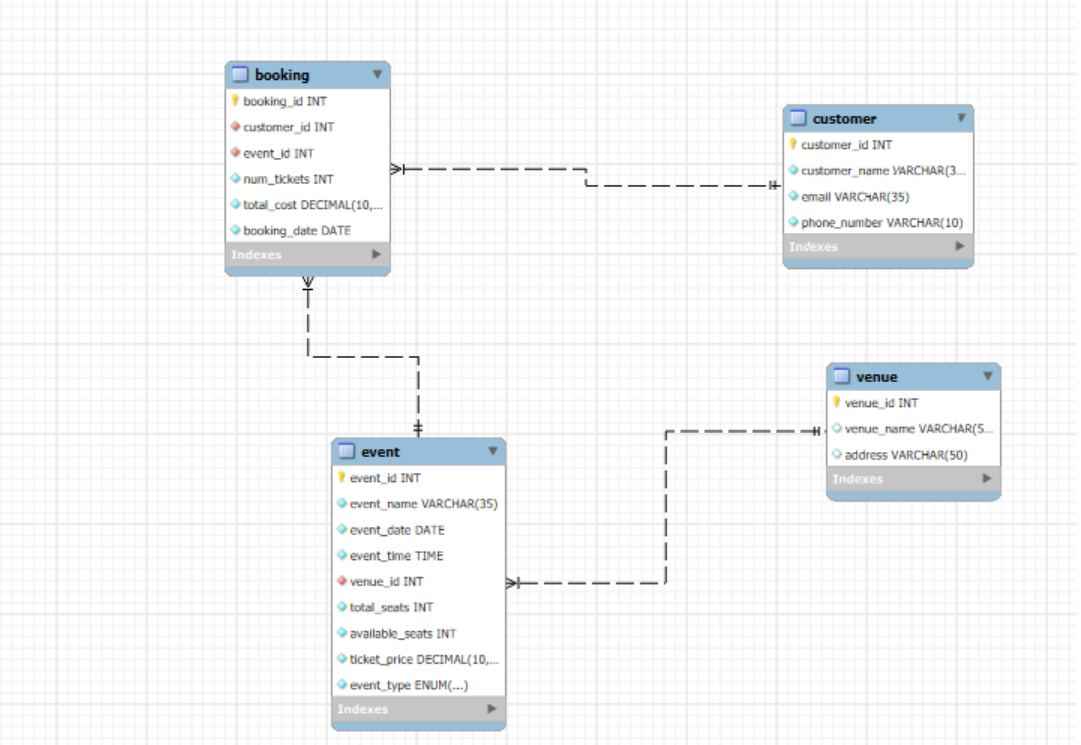 booking
booking_id INT
customer_id INT
event_id INT
num_tickets INT
total_cost DECIMAL(10,...
booking_date DATE
Indexes
customer
customer_id INT
customer_name VARCHAR(3...
email VARCHAR(35)
phone_number VARCHAR(10)
Indexes
venue
venue_id INT
venue_name VARCHAR(5...
address VARCHAR(50)
Indexes
event
event_id INT
event_name VARCHAR(35)
event_date DATE
event_time TIME
venue_id INT
total_seats INT
available_seats INT
ticket_price DECIMAL(10,...
event_type ENUM(...)
Indexes